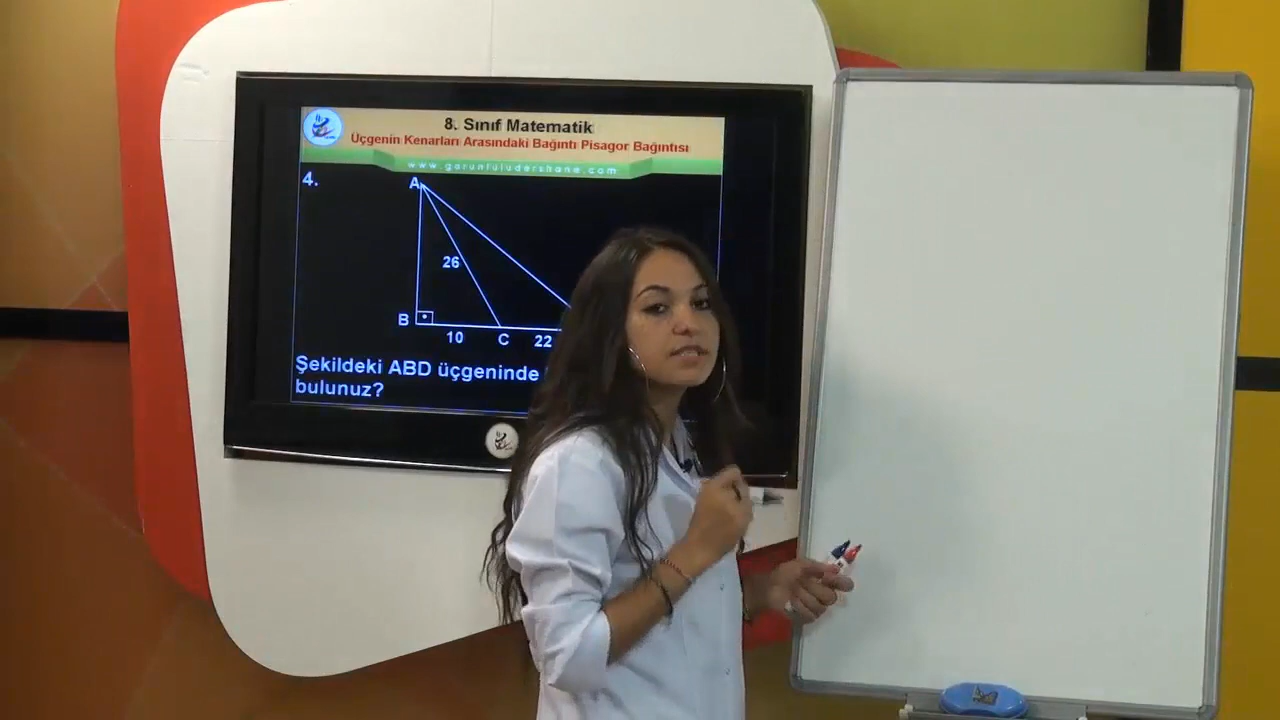 8. Sınıf Matematik
Üçgenin Kenarları Arasındaki Bağıntı Pisagor Bağıntısı
www.goruntuludershane.com
4.
A
26
B
10 C 22
Şekildeki ABD üçgeninde
bulunuz?